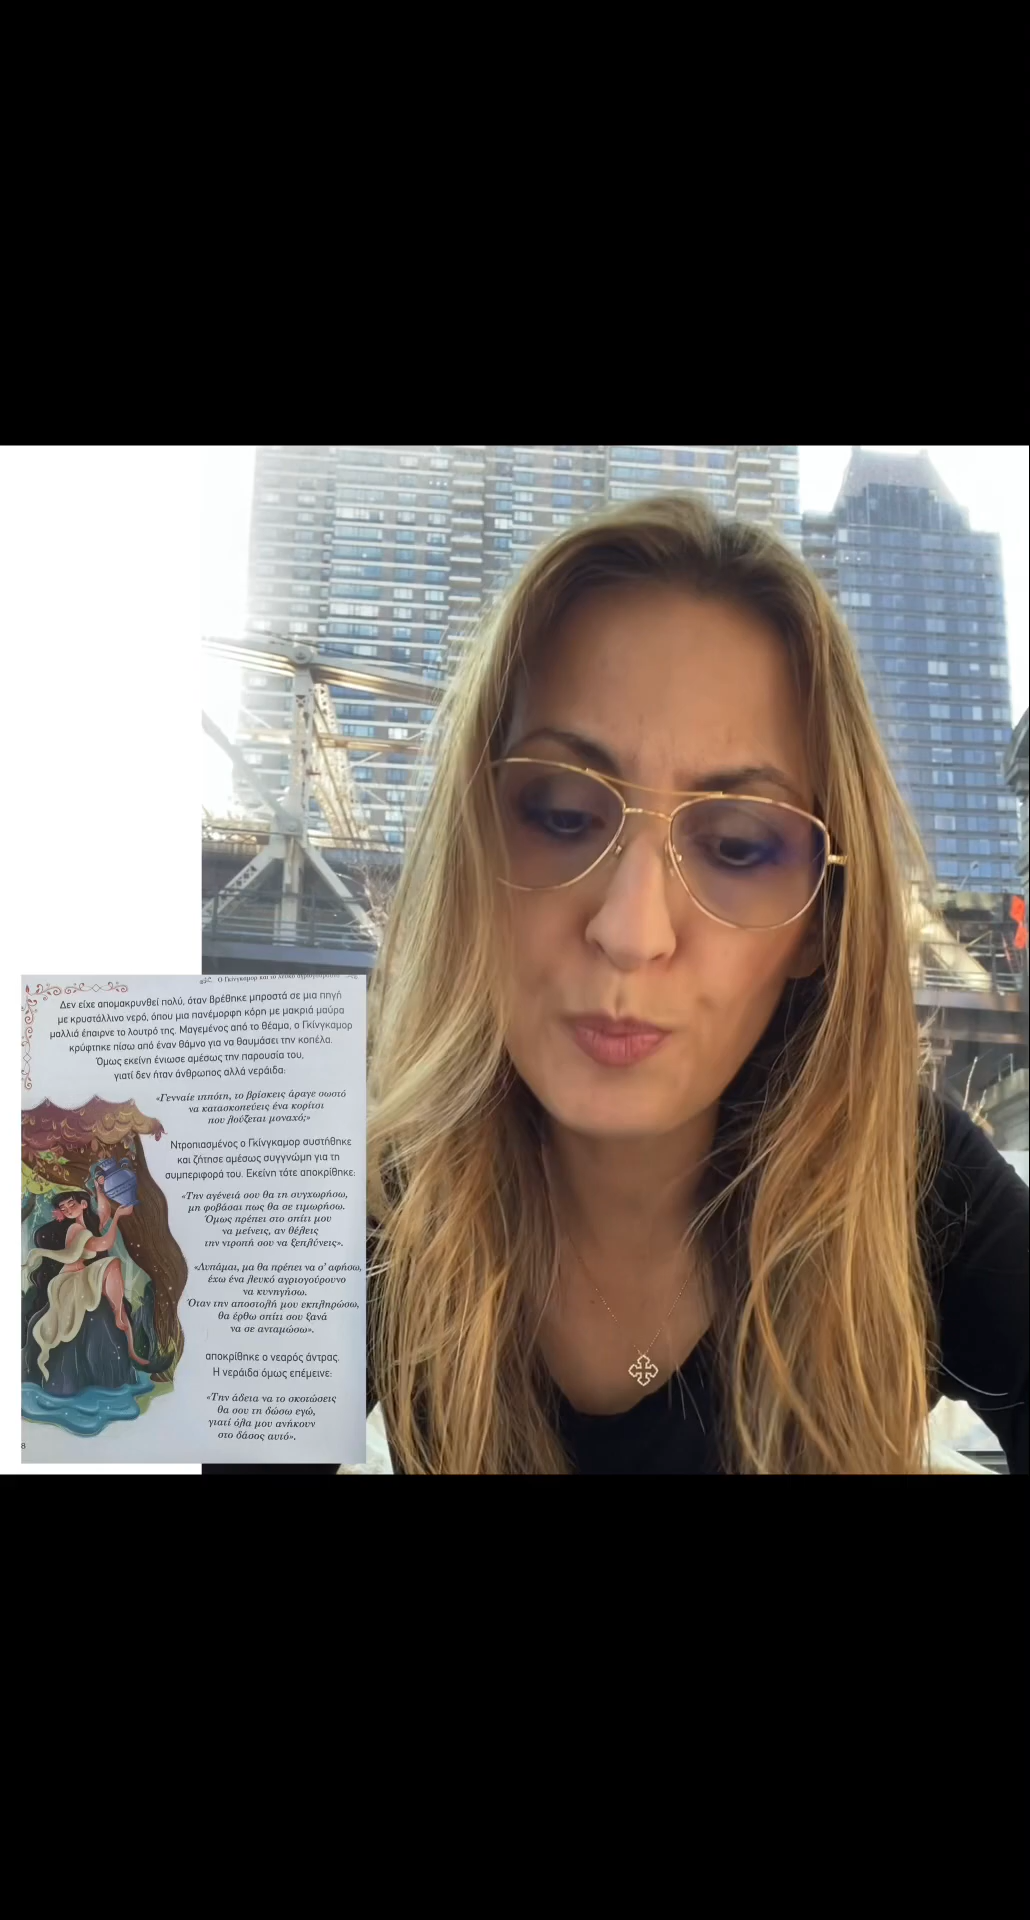 Ο Γκίνγκαμορ και το λευκό αγριογούρουνο
Δεν είχε απομακρυνθεί πολύ, όταν βρέθηκε μπροστά σε μια πηγή
με κρυστάλλινο νερό, όπου μια πανέμορφη κόρη με μακριά μαύρα
μαλλιά έπαιρνε το λουτρό της. Μαγεμένος από το θέαμα, ο Γκίνγκαμορ
κρύφτηκε πίσω από έναν θάμνο για να θαυμάσει την κοπέλα.
Όμως εκείνη ένιωσε αμέσως την παρουσία του,
γιατί δεν ήταν άνθρωπος αλλά νεράιδα:
«Γενναίε ιππότη, το βρίσκεις άραγε σωστό
να κατασκοπεύεις ένα κορίτσι
που λούζεται μοναχό;»
Ντροπιασμένος ο Γκίνγκαμορ συστήθηκε
και ζήτησε αμέσως συγγνώμη για τη
συμπεριφορά του. Εκείνη τότε αποκρίθηκε:
«Την αγένειά σου θα τη συγχωρήσω,
μη φοβάσαι πως θα σε τιμωρήσω.
Όμως πρέπει στο σπίτι μου
να μείνεις, αν θέλεις
την ντροπή σου να ξεπλύνεις».
«Λυπάμαι, μα θα πρέπει να σ' αφήσω,
έχω ένα λευκό αγριογούρουνο
να κυνηγήσω.
Όταν την αποστολή μου εκπληρώσω,
θα έρθω σπίτι σου ξανά
να σε ανταμώσω».
αποκρίθηκε ο νεαρός άντρας.
Η νεράιδα όμως επέμεινε:
«Την άδεια να το σκοτώσεις
θα σου τη δώσω εγώ,
γιατί όλα μου ανήκουν
στο δάσος αυτό».
8